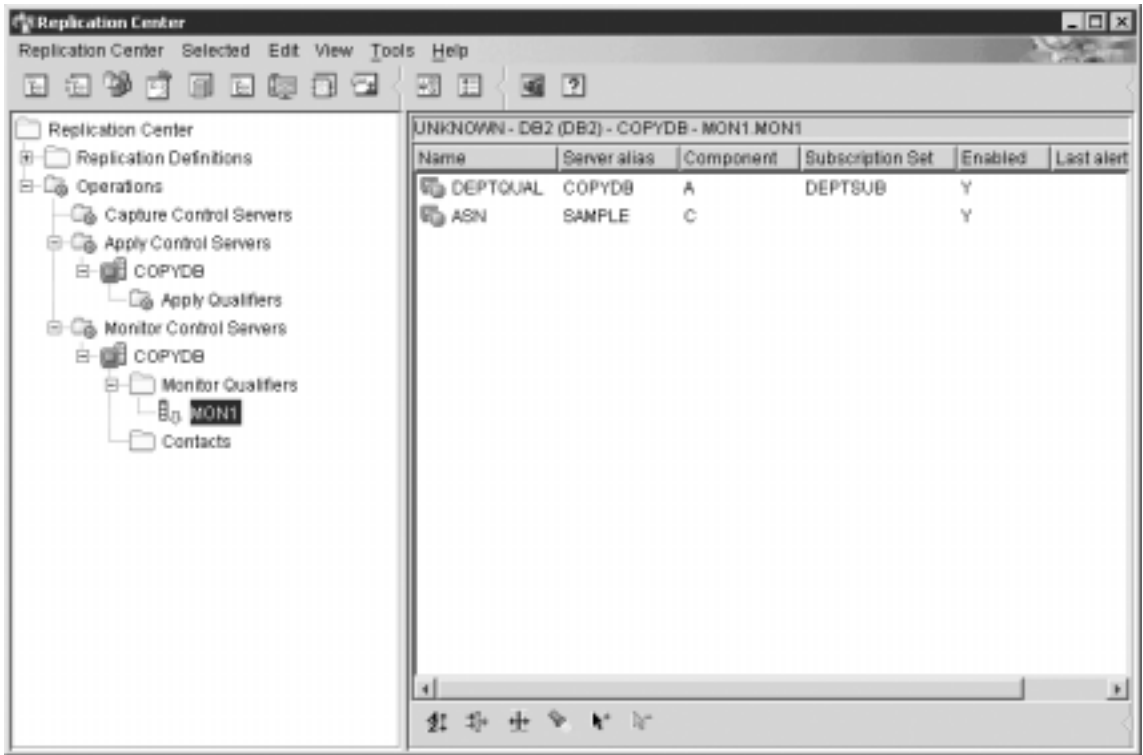 Replication Center
Replication Center Selected Edit View Tools Help
Replication Center
Replication Definitions
Operations
Capture Control Servers
Apply Control Servers
COPYDB
Apply Qualifiers
Monitor Control Servers
COPYDB
Monitor Qualifiers
MON1
Contacts
UNKNOWN - DB2 (DB2) - COPYDB - MON1.MON1
Name Server alias Component Subscription Set Enabled Last alert
DEPTQUAL COPYDB A DEPTSUB Y
ASN SAMPLE C Y